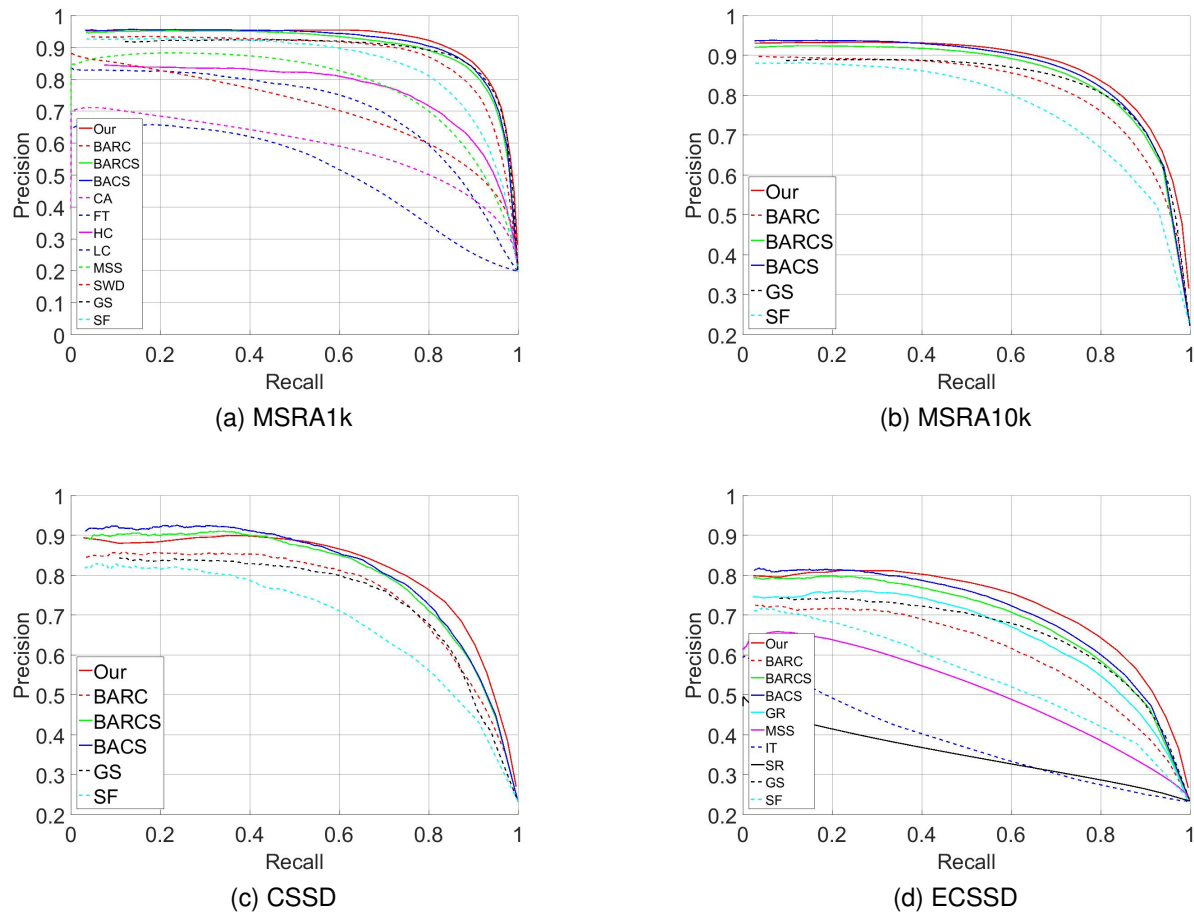 1
0.9
0.8
0.7
0.6
0.5
0.4
0.3
0.2
0.1
0
Precision
Our
BARC
BARCS
BACS
CA
FT
HC
LC
MSS
SWD
GS
SF
0 0.2 0.4 0.6 0.8 1
Recall
(a) MSRA1k
1
0.9
0.8
0.7
0.6
0.5
0.4
0.3
0.2
Precision
Our
BARC
BARCS
BACS
GS
SF
0 0.2 0.4 0.6 0.8 1
Recall
(b) MSRA10k
1
0.9
0.8
0.7
0.6
0.5
0.4
0.3
0.2
Precision
Our
BARC
BARCS
BACS
GS
SF
0 0.2 0.4 0.6 0.8 1
Recall
(c) CSSD
1
0.9
0.8
0.7
0.6
0.5
0.4
0.3
0.2
Precision
Our
BARC
BARCS
BACS
GR
MSS
IT
SR
GS
SF
0 0.2 0.4 0.6 0.8 1
Recall
(d) ECSSD